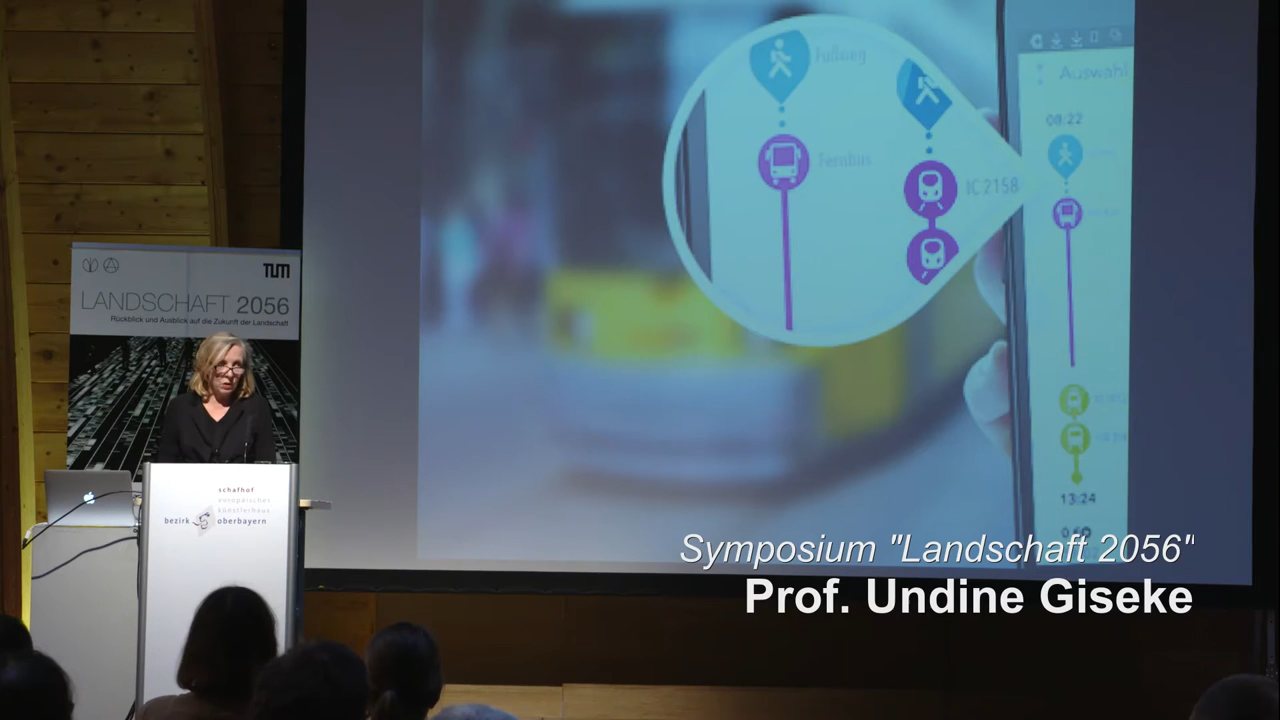 Fußweg
Fernbus
IC 2158
Auswahl
08:22
13:24
TUM
LANDSCHAFT 2056
Rückblick und Ausblick auf die Zukunft der Landschaft
schafhof
europäisches
künstlerhaus
bezirk oberbayern
Symposium "Landschaft 2056"
Prof. Undine Giseke